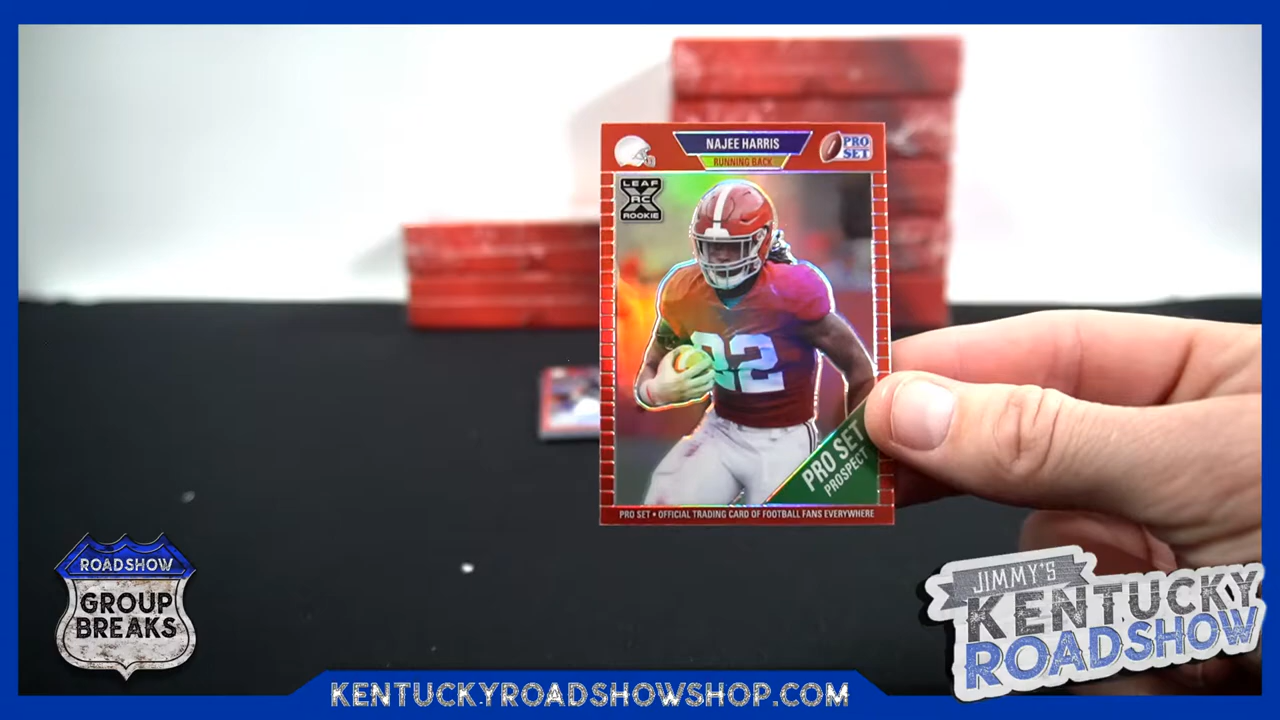 NAJEE HARRIS
RUNNING BACK
PRO
SET
LEAF
RC
ROOKIE
22
PRO SET
PROSPECT
PRO SET • OFFICIAL TRADING CARD OF FOOTBALL FANS EVERYWHERE
ROADSHOW
GROUP
BREAKS
JIMMY'S
KENTUCKY
ROADSHOW
KENTUCKYROADSHOWSHOP.COM